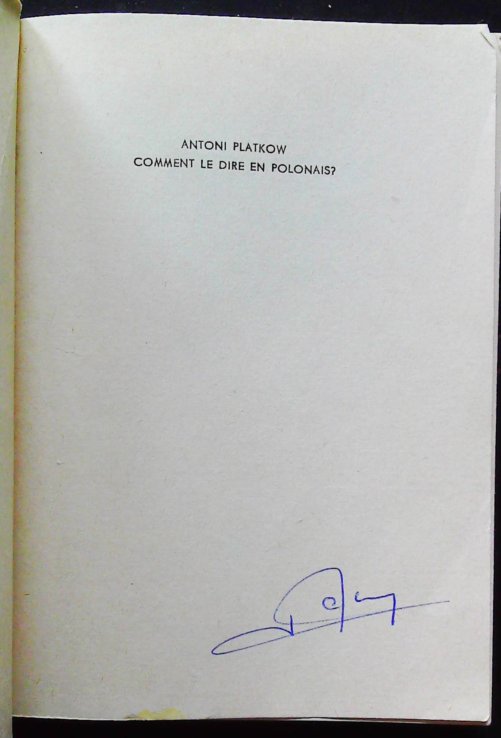 ANTONI PLATKOW
COMMENT LE DIRE EN POLONAIS?